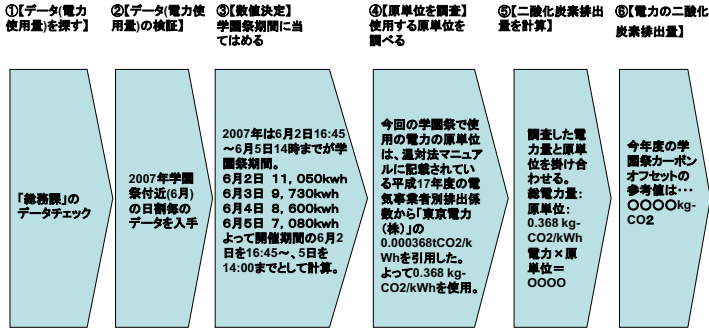 ①【データ(電力
使用量)を探す】
②【データ(電力使
用量)の検証】
③【数値決定】
学園祭期間に当
てはめる
④【原単位を調査】
使用する原単位を
調べる
⑤【二酸化炭素排出
量を計算】
⑥【電力の二酸化
炭素排出量】
「総務課」の
データチェック
2007年学園
祭付近(6月)
の日割毎の
データを入手
2007年は6月2日16:45
～6月5日14時までが学
園祭期間。
6月2日 11,050kwh
6月3日 9,730kwh
6月4日 8,600kwh
6月5日 7,080kwh
よって開催期間の6月2
日を16:45～、5日を
14:00までとして計算。
今回の学園祭で使
用の電力の原単位
は、温対法マニュア
ルに記載されてい
る平成17年度の電
気事業者別排出係
数から「東京電力
（株）」の
0.000368tCO2/k
Whを引用した。
よって0.368 kg-
CO2/kWhを使用。
調査した電
力量と原単
位を掛け合
わせる。
総電力量：
原単位：
0.368 kg-
CO2/kWh
電力×原
単位＝
〇〇〇〇
今年度の学
園祭カーボン
オフセットの
参考値は…
〇〇〇〇kg-
CO2